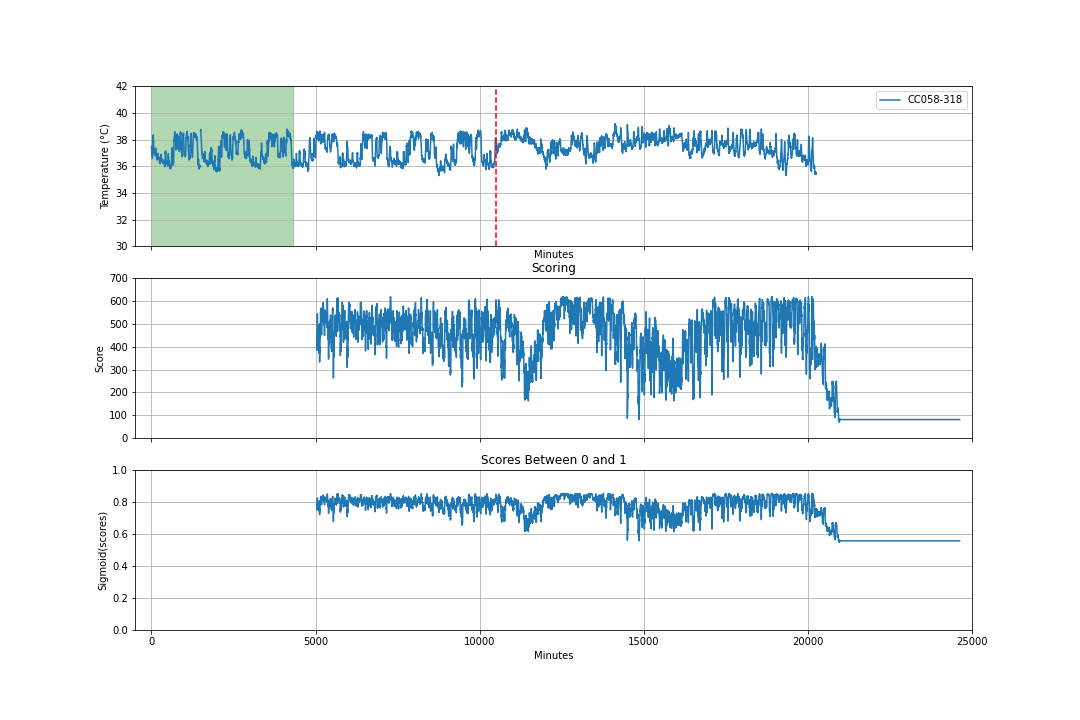 42
40
38
36
34
32
30
Temperature (°C)
CC058-318
Minutes
Scoring
700
600
500
400
300
200
100
0
Score
Scores Between 0 and 1
1.0
0.8
0.6
0.4
0.2
0.0
Sigmoid(scores)
0 5000 10000 15000 20000 25000
Minutes